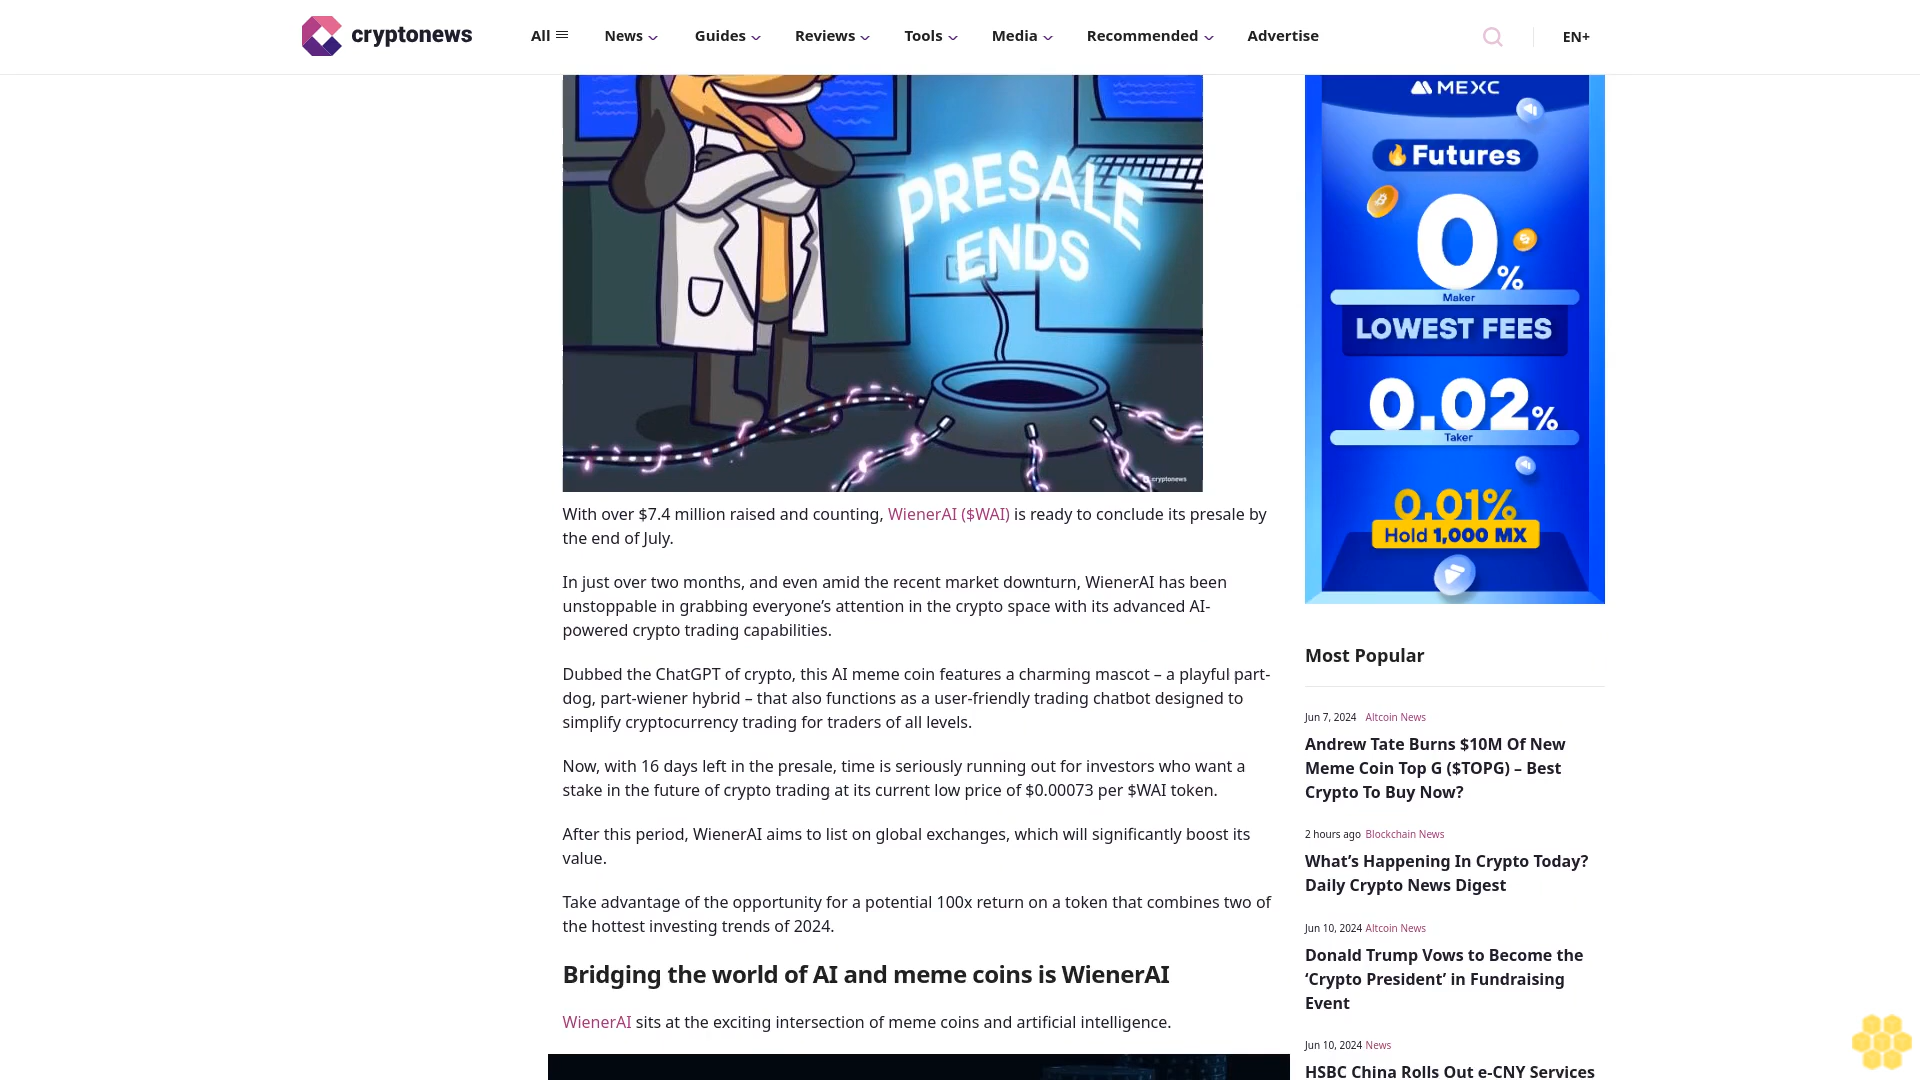 cryptonews
All
News
Guides
Reviews
Tools
Media
Recommended
Advertise
EN+
PRESALE
ENDS
cryptonews
With over $7.4 million raised and counting, WienerAI ($WAI) is ready to conclude its presale by
the end of July.
In just over two months, and even amid the recent market downturn, WienerAI has been
unstoppable in grabbing everyone’s attention in the crypto space with its advanced AI-
powered crypto trading capabilities.
Dubbed the ChatGPT of crypto, this AI meme coin features a charming mascot – a playful part-
dog, part-wiener hybrid – that also functions as a user-friendly trading chatbot designed to
simplify cryptocurrency trading for traders of all levels.
Now, with 16 days left in the presale, time is seriously running out for investors who want a
stake in the future of crypto trading at its current low price of $0.00073 per $WAI token.
After this period, WienerAI aims to list on global exchanges, which will significantly boost its
value.
Take advantage of the opportunity for a potential 100x return on a token that combines two of
the hottest investing trends of 2024.
Bridging the world of AI and meme coins is WienerAI
WienerAI sits at the exciting intersection of meme coins and artificial intelligence.
MEXC
Futures
0%
Maker
LOWEST FEES
0.02%
Taker
0.01%
Hold 1,000 MX
Most Popular
Jun 7, 2024 Altcoin News
Andrew Tate Burns $10M Of New
Meme Coin Top G ($TOPG) – Best
Crypto To Buy Now?
2 hours ago Blockchain News
What’s Happening In Crypto Today?
Daily Crypto News Digest
Jun 10, 2024 Altcoin News
Donald Trump Vows to Become the
‘Crypto President’ in Fundraising
Event
Jun 10, 2024 News
HSBC China Rolls Out e-CNY Services